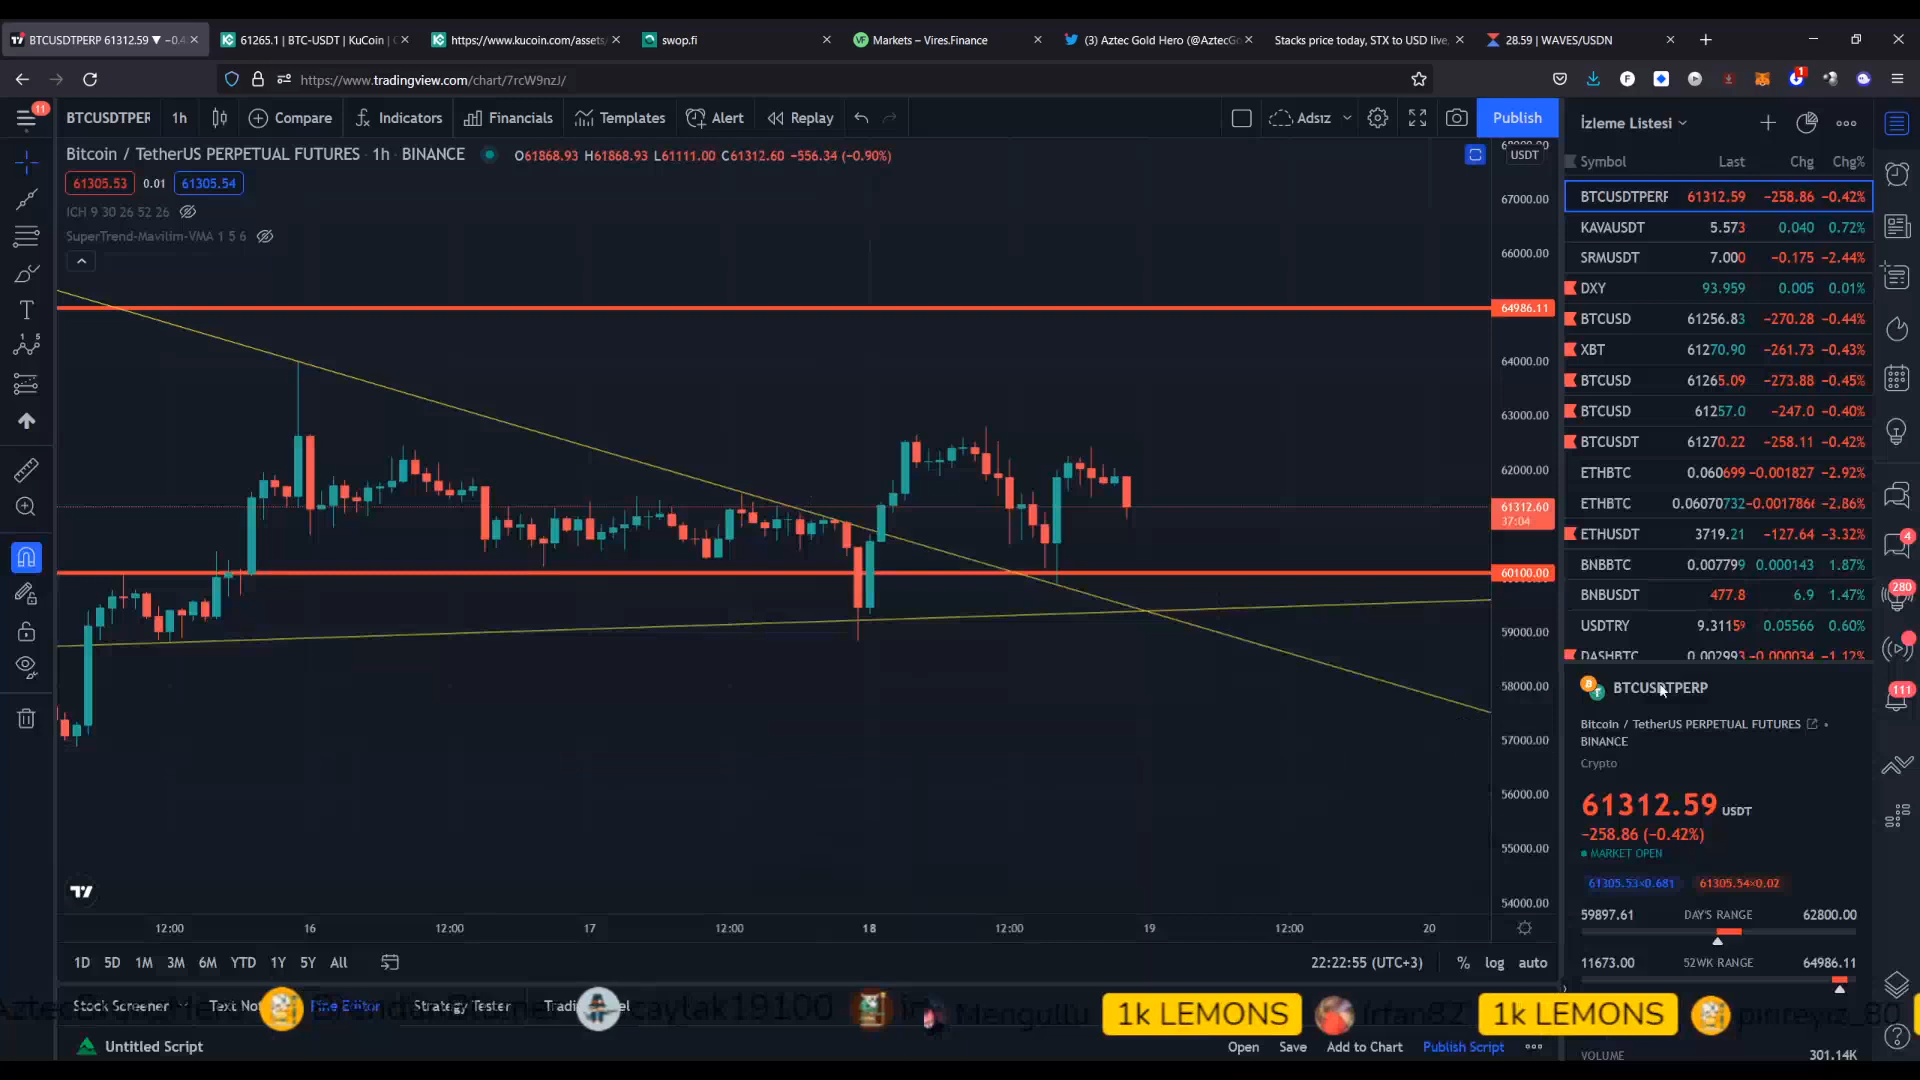 BTCUSDTPERP 61312.59 ▼ −0.4
61265.1 | BTC-USDT | KuCoin | C
https://www.kucoin.com/assets/
swop.fi
Markets – Vires.Finance
(3) Aztec Gold Hero (@AztecGo
Stacks price today, STX to USD live,
28.59 | WAVES/USDN
https://www.tradingview.com/chart/7rcW9nzJ/
1
11
BTCUSDTPER
1h
Compare
Indicators
Financials
Templates
Alert
Replay
Adsız
Publish
Bitcoin / TetherUS PERPETUAL FUTURES · 1h · BINANCE
O61868.93 H61868.93 L61111.00 C61312.60 −556.34 (−0.90%)
61305.53 0.01 61305.54
ICH 9 30 26 52 26
SuperTrend-Mavilim-VMA 1 5 6
USDT
67000.00
66000.00
64986.11
64000.00
63000.00
62000.00
61312.60
37:04
60100.00
59000.00
58000.00
57000.00
56000.00
55000.00
54000.00
12:00 16 12:00 17 12:00 18 12:00 19 12:00 20
1D 5D 1M 3M 6M YTD 1Y 5Y All
22:22:55 (UTC+3) % log auto
İzleme Listesi
Symbol Last Chg Chg%
BTCUSDTPERP 61312.59 −258.86 −0.42%
KAVAUSDT 5.573 0.040 0.72%
SRMUSDT 7.000 −0.175 −2.44%
DXY 93.959 0.005 0.01%
BTCUSD 61256.83 −270.28 −0.44%
XBT 61270.90 −261.73 −0.43%
BTCUSD 61265.09 −273.88 −0.45%
BTCUSD 61257.0 −247.0 −0.40%
BTCUSDT 61270.22 −258.11 −0.42%
ETHBTC 0.060699 −0.001827 −2.92%
ETHBTC 0.06070732 −0.0017866 −2.86%
ETHUSDT 3719.21 −127.64 −3.32%
BNBBTC 0.007799 0.000143 1.87%
BNBUSDT 477.8 6.9 1.47%
USDTRY 9.31159 0.05566 0.60%
DASHBTC 0.002993 −0.000034 −1.12%
BTCUSDTPERP
Bitcoin / TetherUS PERPETUAL FUTURES
BINANCE
Crypto
61312.59 USDT
−258.86 (−0.42%)
MARKET OPEN
61305.53×0.681 61305.54×0.02
59897.61 DAY'S RANGE 62800.00
11673.00 52WK RANGE 64986.11
VOLUME 301.14K
4
280
111
Stock Screener Pine Editor Strategy Tester
caylak19100
Mengullu
1k LEMONS
Irfan82
1k LEMONS
pirireyiz_80
Untitled Script
Open Save Add to Chart Publish Script